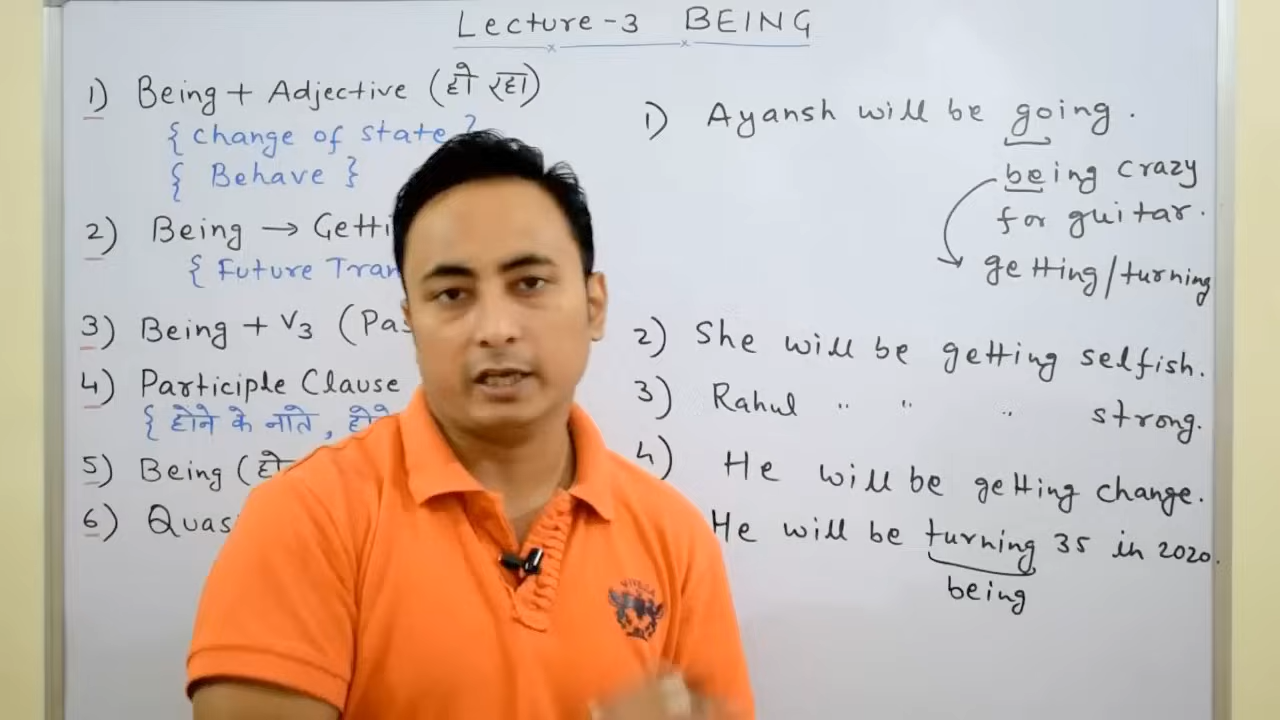 Lecture-3 BEING
1) Being + Adjective (हो रहा)
{ Change of state }
{ Behave }
2) Being → Getti
{ Future Tran
3) Being + V3 (Pas
4) Participle Clause
{ होने के नाते , होने
5) Being (हो
6) Quas
1) Ayansh will be going .
being crazy
for guitar .
getting/turning
2) She will be getting selfish.
3) Rahul " " " strong.
4) He will be getting change.
He will be turning 35 in 2020.
being